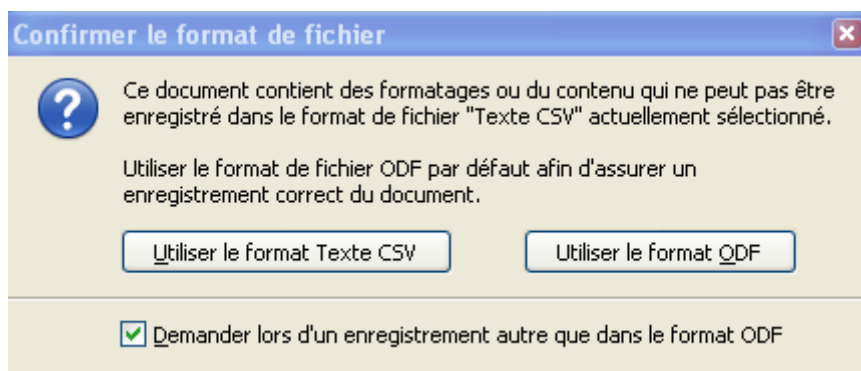 Confirmer le format de fichier
Ce document contient des formatages ou du contenu qui ne peut pas être
enregistré dans le format de fichier "Texte CSV" actuellement sélectionné.
Utiliser le format de fichier ODF par défaut afin d'assurer un
enregistrement correct du document.
Utiliser le format Texte CSV
Utiliser le format ODF
Demander lors d'un enregistrement autre que dans le format ODF